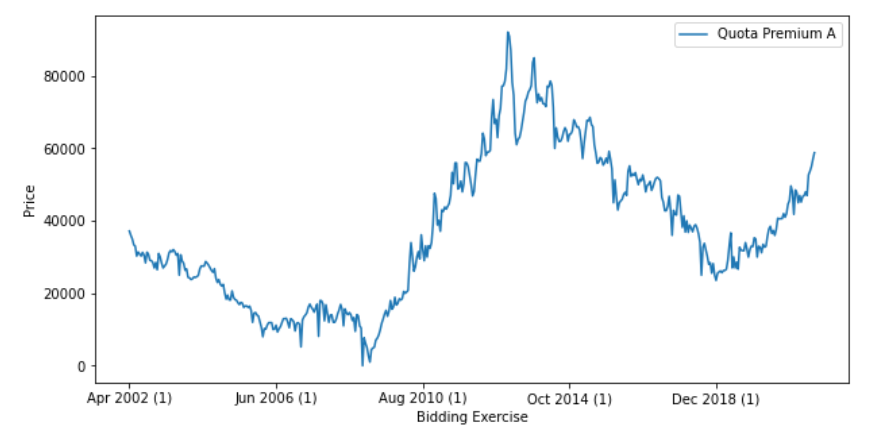 Quota Premium A
80000
60000
40000
20000
0
Price
Apr 2002 (1) Jun 2006 (1) Aug 2010 (1) Oct 2014 (1) Dec 2018 (1)
Bidding Exercise